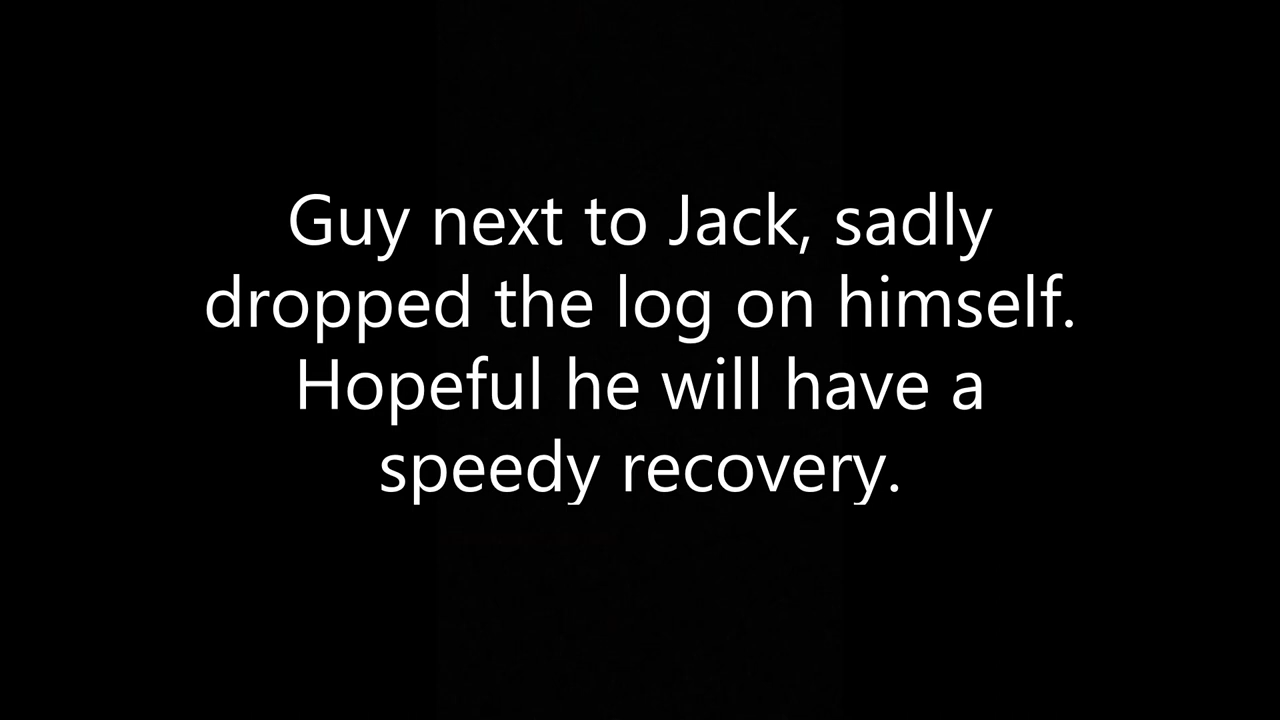 Guy next to Jack, sadly
dropped the log on himself.
Hopeful he will have a
speedy recovery.